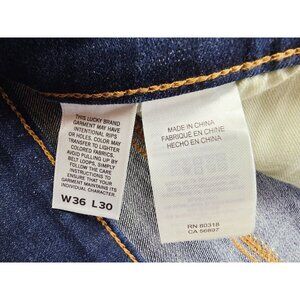 THIS LUCKY BRAND
GARMENT MAY HAVE
INTENTIONAL RIPS
OR HOLES. COLOR MAY
TRANSFER TO LIGHTER
COLORED FABRICS.
AVOID PULLING UP BY
BELT LOOPS, SIMPLY
FOLLOW THE CARE
INSTRUCTIONS TO
ENSURE THAT YOUR
GARMENT MAINTAINS ITS
INDIVIDUAL CHARACTER.
W36 L30
MADE IN CHINA
FABRIQUÉ EN CHINE
HECHO EN CHINA
RN 80318
CA 56897